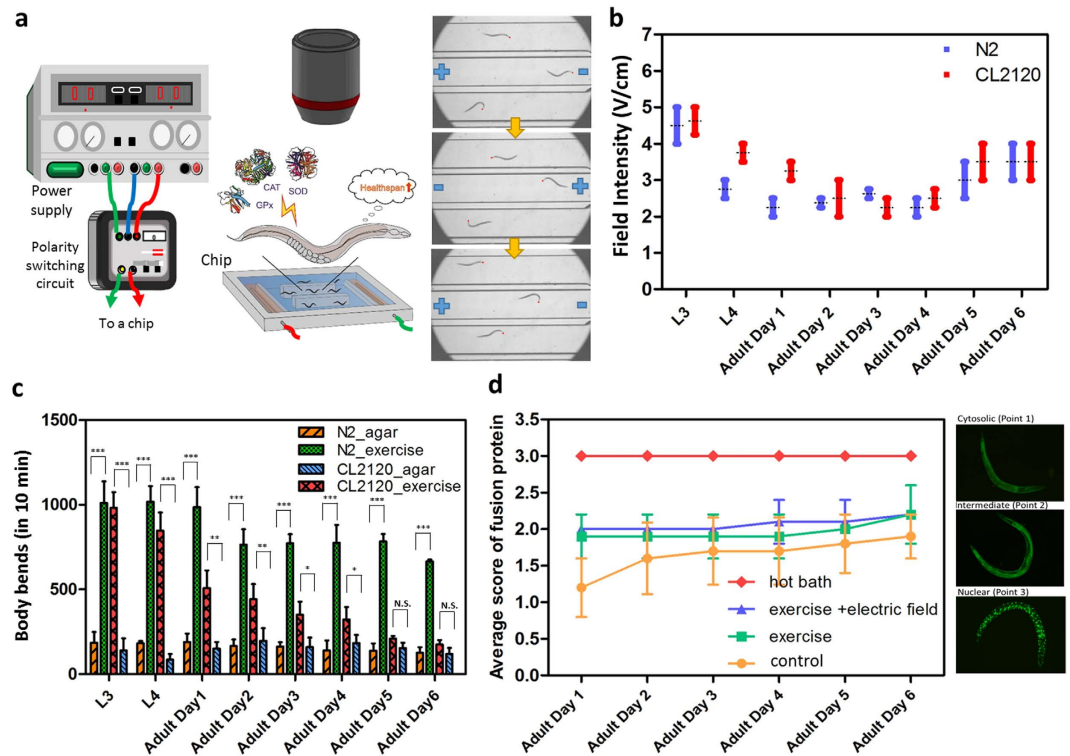 a
Power
supply
Polarity
switching
circuit
To a chip
CAT
SOD
GPx
Healthspan
Chip
b
N2
CL2120
Field Intensity (V/cm)
7
6
5
4
3
2
1
0
L3
L4
Adult Day 1
Adult Day 2
Adult Day 3
Adult Day 4
Adult Day 5
Adult Day 6
c
Body bends (in 10 min)
1500
1000
500
0
N2_agar
N2_exercise
CL2120_agar
CL2120_exercise
*** *** *** *** *** ** *** ** *** * *** * *** N.S. *** N.S.
L3
L4
Adult Day1
Adult Day2
Adult Day3
Adult Day4
Adult Day5
Adult Day6
d
Average score of fusion protein
3.5
3.0
2.5
2.0
1.5
1.0
0.5
0.0
hot bath
exercise +electric field
exercise
control
Adult Day 1
Adult Day 2
Adult Day 3
Adult Day 4
Adult Day 5
Adult Day 6
Cytosolic (Point 1)
Intermediate (Point 2)
Nuclear (Point 3)